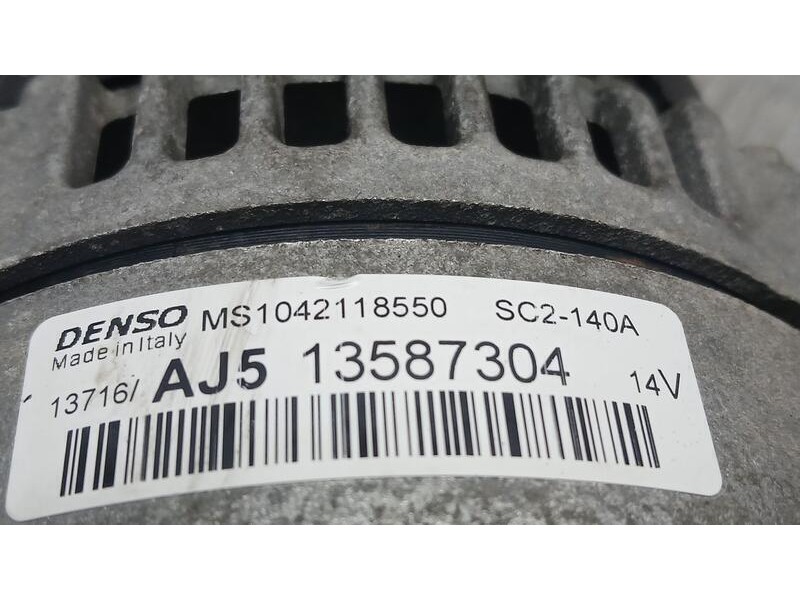 DENSO MS1042118550 SC2-140A
Made in Italy
13716/ AJ5 13587304 14V